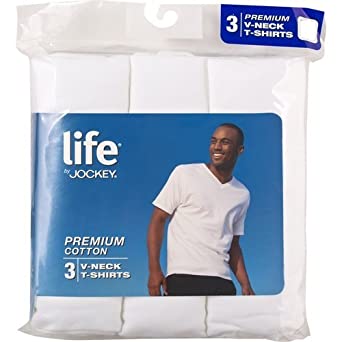 3 PREMIUM
V-NECK
T-SHIRTS
life®
by JOCKEY®
PREMIUM
COTTON
3 V-NECK
T-SHIRTS